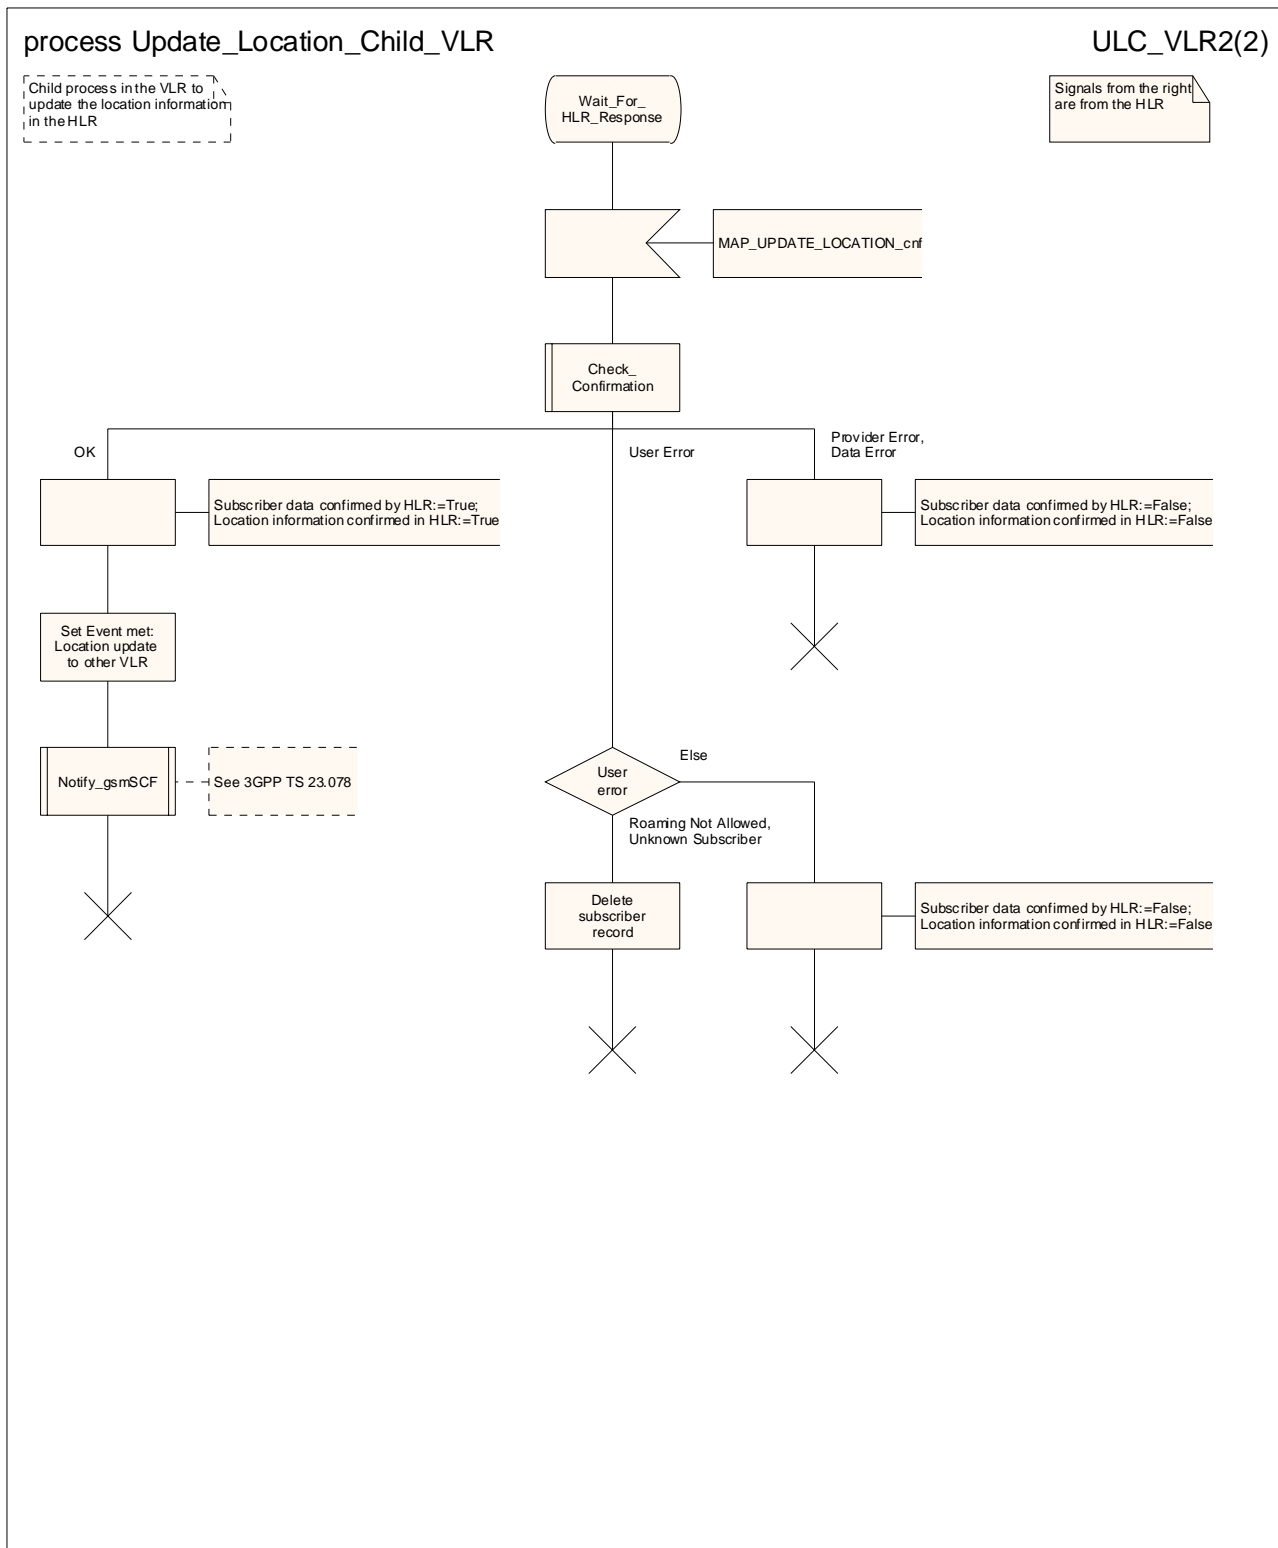 process Update_Location_Child_VLR
ULC_VLR2(2)
Child process in the VLR to
update the location information
in the HLR
Wait_For_
HLR_Response
Signals from the right
are from the HLR
MAP_UPDATE_LOCATION_cnf
Check_
Confirmation
OK
User Error
Provider Error,
Data Error
Subscriber data confirmed by HLR:=True;
Location information confirmed in HLR:=True
Subscriber data confirmed by HLR:=False;
Location information confirmed in HLR:=False
Set Event met:
Location update
to other VLR
Notify_gsmSCF
See 3GPP TS 23.078
User
error
Else
Roaming Not Allowed,
Unknown Subscriber
Delete
subscriber
record
Subscriber data confirmed by HLR:=False;
Location information confirmed in HLR:=False